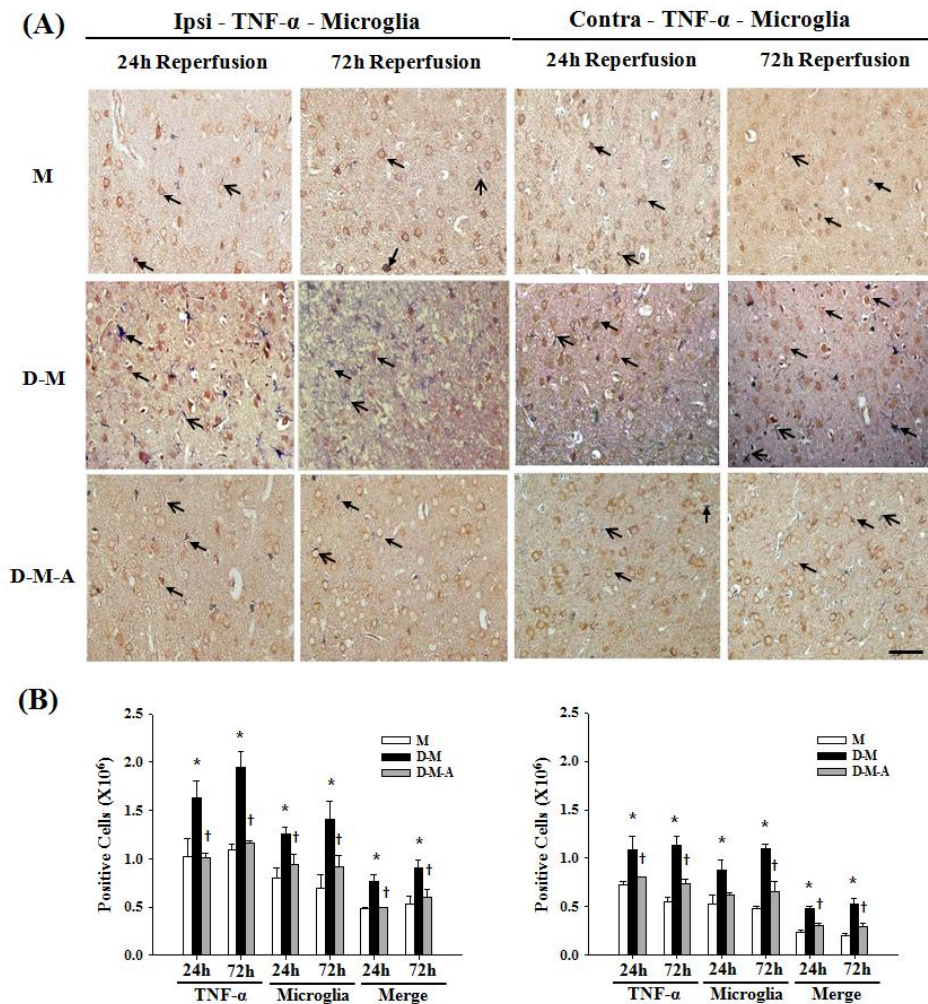 (A)
Ipsi - TNF-α - Microglia
Contra - TNF-α - Microglia
24h Reperfusion
72h Reperfusion
24h Reperfusion
72h Reperfusion
M
D-M
D-M-A
(B)
Positive Cells (X10⁶)
2.5
2.0
1.5
1.0
0.5
0.0
M
D-M
D-M-A
* * * * * *
† † † † † †
24h 72h 24h 72h 24h 72h
TNF-α Microglia Merge
Positive Cells (X10⁶)
2.5
2.0
1.5
1.0
0.5
0.0
M
D-M
D-M-A
* * * * * *
† † † † †
24h 72h 24h 72h 24h 72h
TNF-α Microglia Merge